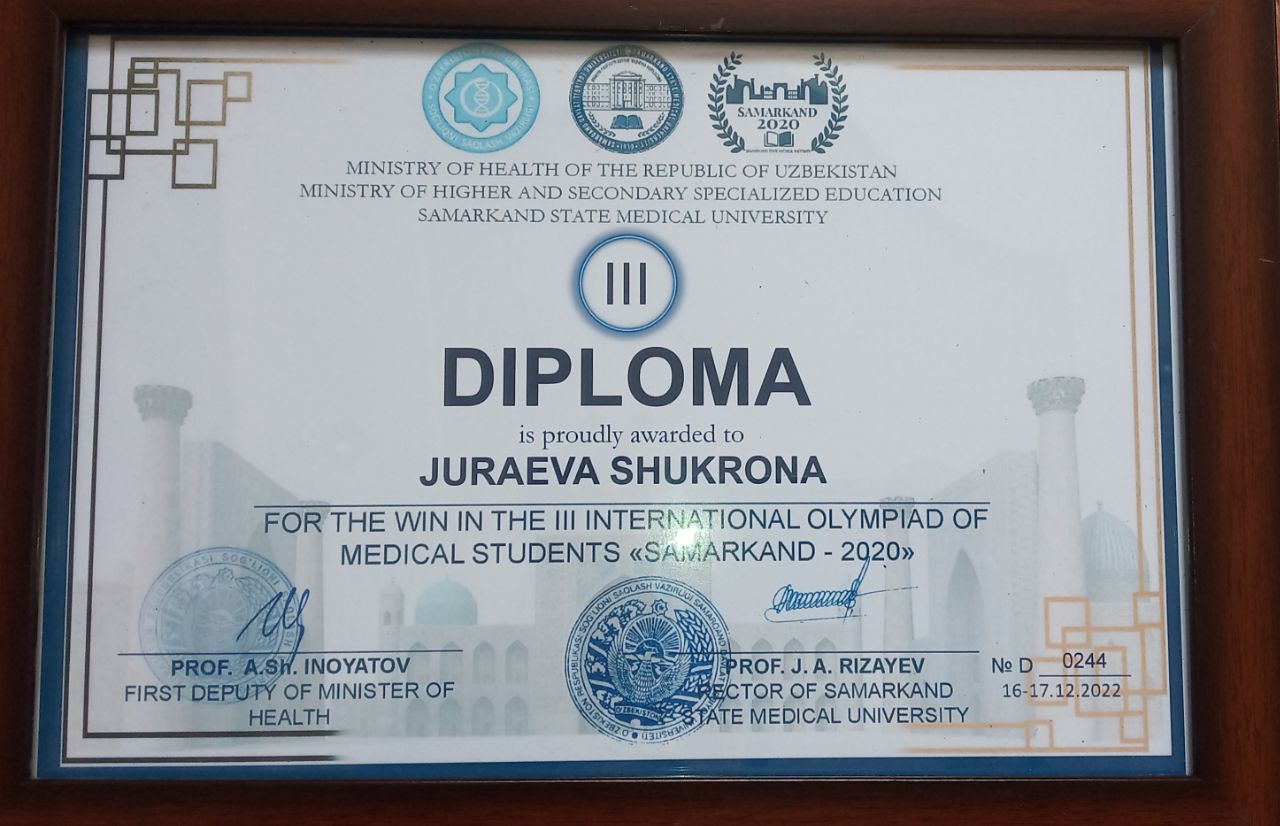 SAMARKAND
2020
MINISTRY OF HEALTH OF THE REPUBLIC OF UZBEKISTAN
MINISTRY OF HIGHER AND SECONDARY SPECIALIZED EDUCATION
SAMARKAND STATE MEDICAL UNIVERSITY
III
DIPLOMA
is proudly awarded to
JURAEVA SHUKRONA
FOR THE WIN IN THE III INTERNATIONAL OLYMPIAD OF
MEDICAL STUDENTS «SAMARKAND - 2020»
PROF. A.Sh. INOYATOV
FIRST DEPUTY OF MINISTER OF
HEALTH
PROF. J. A. RIZAYEV
RECTOR OF SAMARKAND
STATE MEDICAL UNIVERSITY
№ D 0244
16-17.12.2022